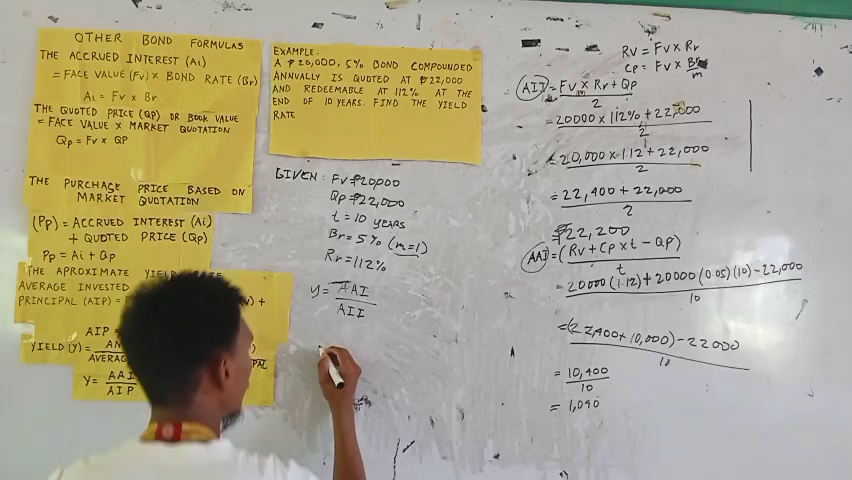 OTHER BOND FORMULAS
THE ACCRUED INTEREST (Ai)
= FACE VALUE (Fv) × BOND RATE (Br)
Ai = Fv × Br
THE QUOTED PRICE (QP) OR BOOK VALUE
= FACE VALUE × MARKET QUOTATION
Qp = Fv × QP
THE PURCHASE PRICE BASED ON
MARKET QUOTATION
(Pp) = ACCRUED INTEREST (Ai)
+ QUOTED PRICE (QP)
Pp = Ai + Qp
THE APROXIMATE
AVERAGE INVESTED
PRINCIPAL (AIP) =
+
AIP =
YIELD (Y) =
Y = AAI
AIP
EXAMPLE:
A ₱20,000, 5% BOND COMPOUNDED
ANNUALLY IS QUOTED AT ₱22,000
AND REDEEMABLE AT 112% AT THE
END OF 10 YEARS. FIND THE YIELD
RATE.
GIVEN: Fv = ₱20,000
Qp = ₱22,000
t = 10 YEARS
Br = 5% (m=1)
Rr = 112%
Y = AAI
AII
RV = FV × Rr
CP = FV × Br
m
AII = FV × Rr + Qp
2
= 20000 × 112% + 22,000
2
= 20,000 × 1.12 + 22,000
2
= 22,400 + 22,000
2
= ₱22,200
AAI = (RV + CP × t - QP)
t
= 20000 (1.12) + 20000 (0.05)(10) - 22,000
10
= (22,400 + 10,000) - 22000
10
= 10,400
10
= 1,040